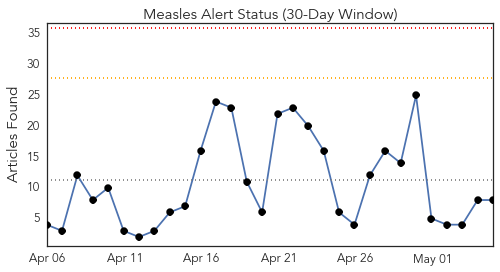 Measles Alert Status (30-Day Window)
Articles Found
35
30
25
20
15
10
5
Apr 06
Apr 11
Apr 16
Apr 21
Apr 26
May 01